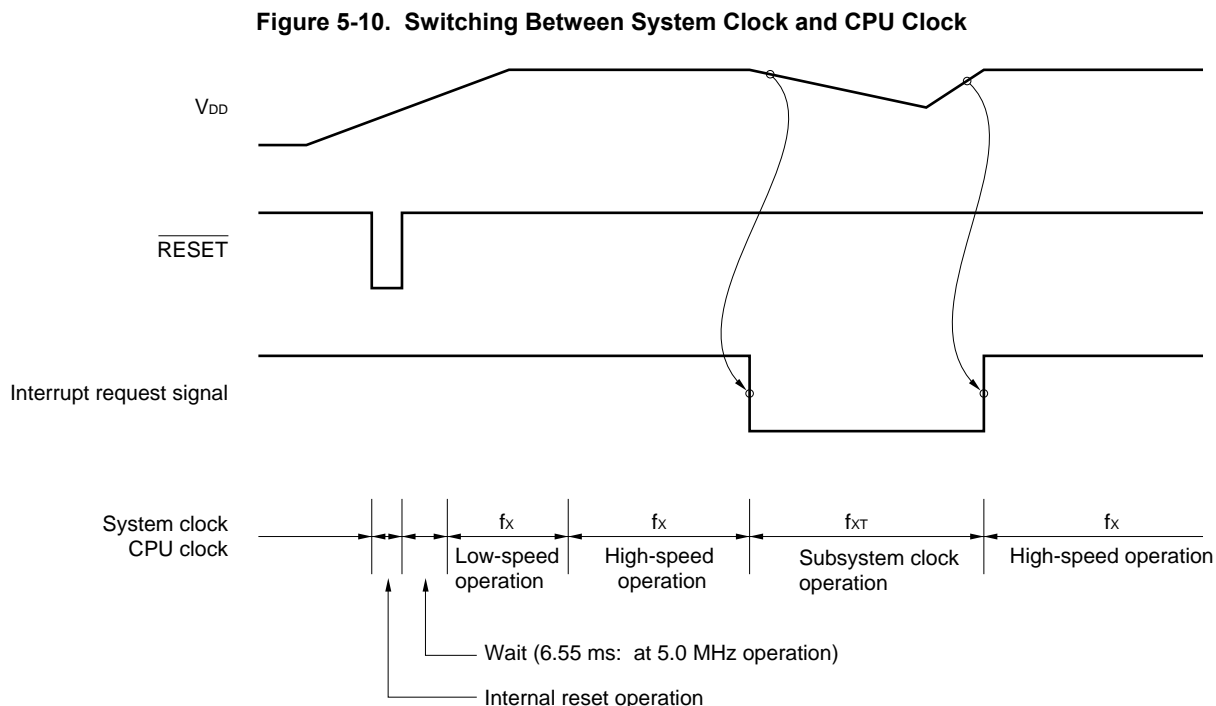 Figure 5-10. Switching Between System Clock and CPU Clock
VDD
RESET
Interrupt request signal
System clock
CPU clock
fX
Low-speed
operation
fX
High-speed
operation
fXT
Subsystem clock
operation
fX
High-speed operation
Wait (6.55 ms: at 5.0 MHz operation)
Internal reset operation